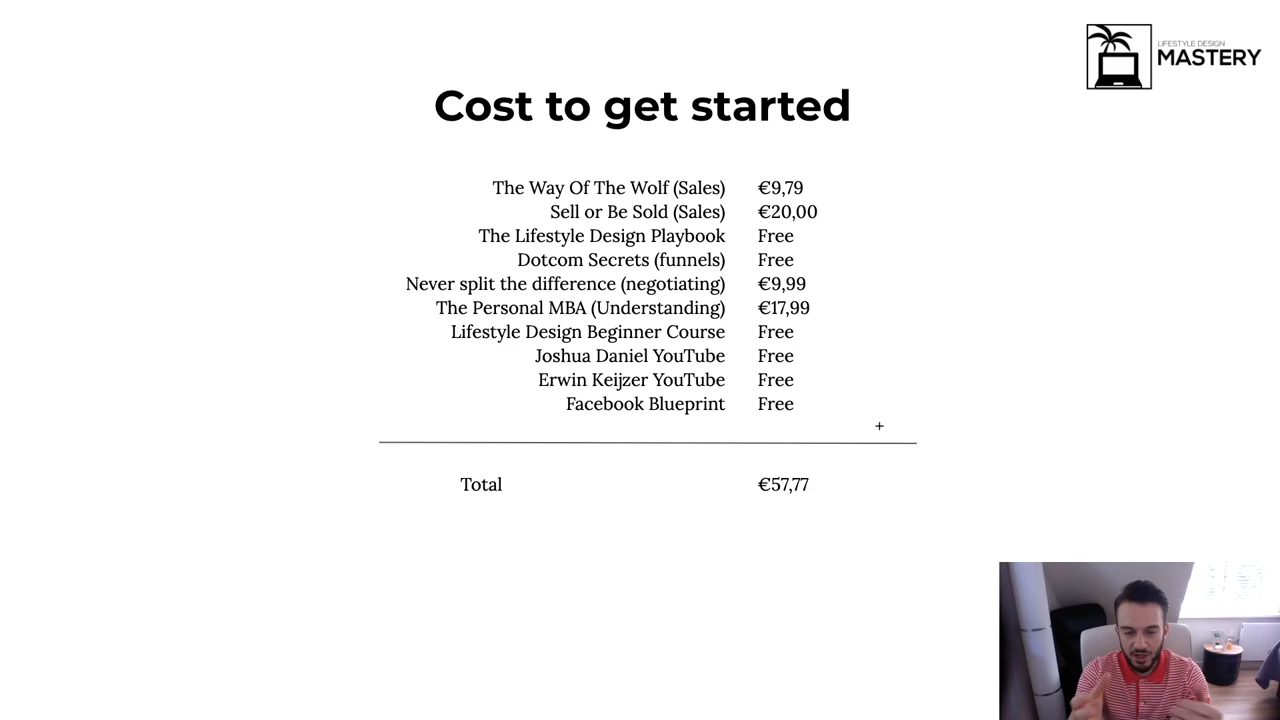 LIFESTYLE DESIGN
MASTERY
Cost to get started
The Way Of The Wolf (Sales) €9,79
Sell or Be Sold (Sales) €20,00
The Lifestyle Design Playbook Free
Dotcom Secrets (funnels) Free
Never split the difference (negotiating) €9,99
The Personal MBA (Understanding) €17,99
Lifestyle Design Beginner Course Free
Joshua Daniel YouTube Free
Erwin Keijzer YouTube Free
Facebook Blueprint Free
+
Total €57,77